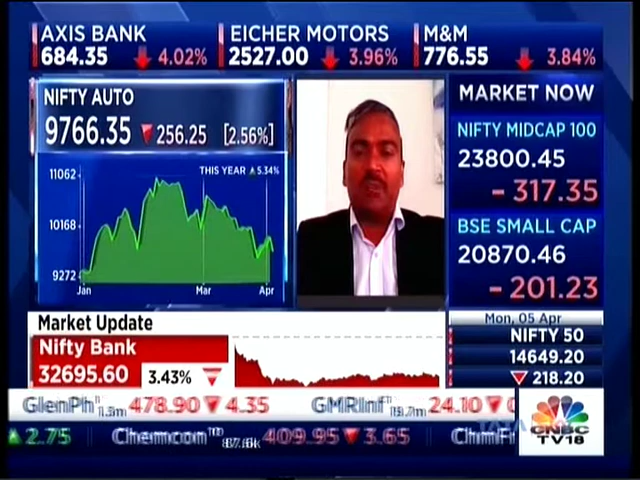 AXIS BANK
684.35 4.02%
EICHER MOTORS
2527.00 3.96%
M&M
776.55 3.84%
NIFTY AUTO
9766.35 256.25 [2.56%]
THIS YEAR 5.34%
11062
10168
9272
Jan Mar Apr
MARKET NOW
NIFTY MIDCAP 100
23800.45
- 317.35
BSE SMALL CAP
20870.46
- 201.23
Market Update
Nifty Bank
32695.60 3.43%
Mon, 05 Apr
NIFTY 50
14649.20
218.20
GlenPh 478.90 4.35 GMRInf 24.10
2.75 Chemcon 409.95 3.65
CNBC
TV18